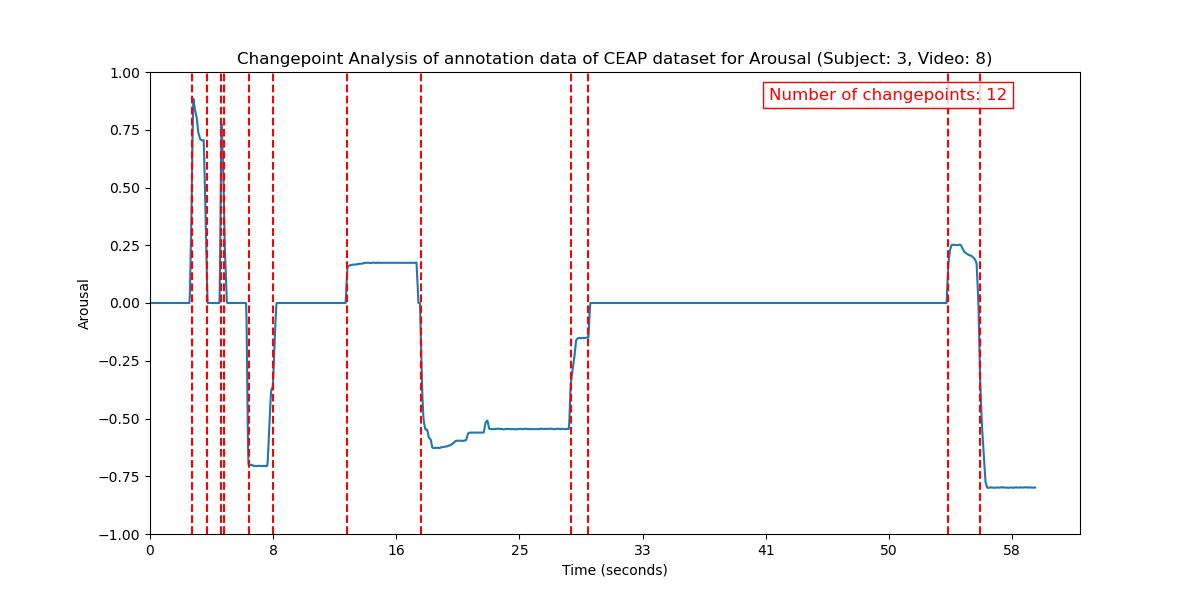 Changepoint Analysis of annotation data of CEAP dataset for Arousal (Subject: 3, Video: 8)
Number of changepoints: 12
1.00
0.75
0.50
0.25
0.00
−0.25
−0.50
−0.75
−1.00
Arousal
0 8 16 25 33 41 50 58
Time (seconds)